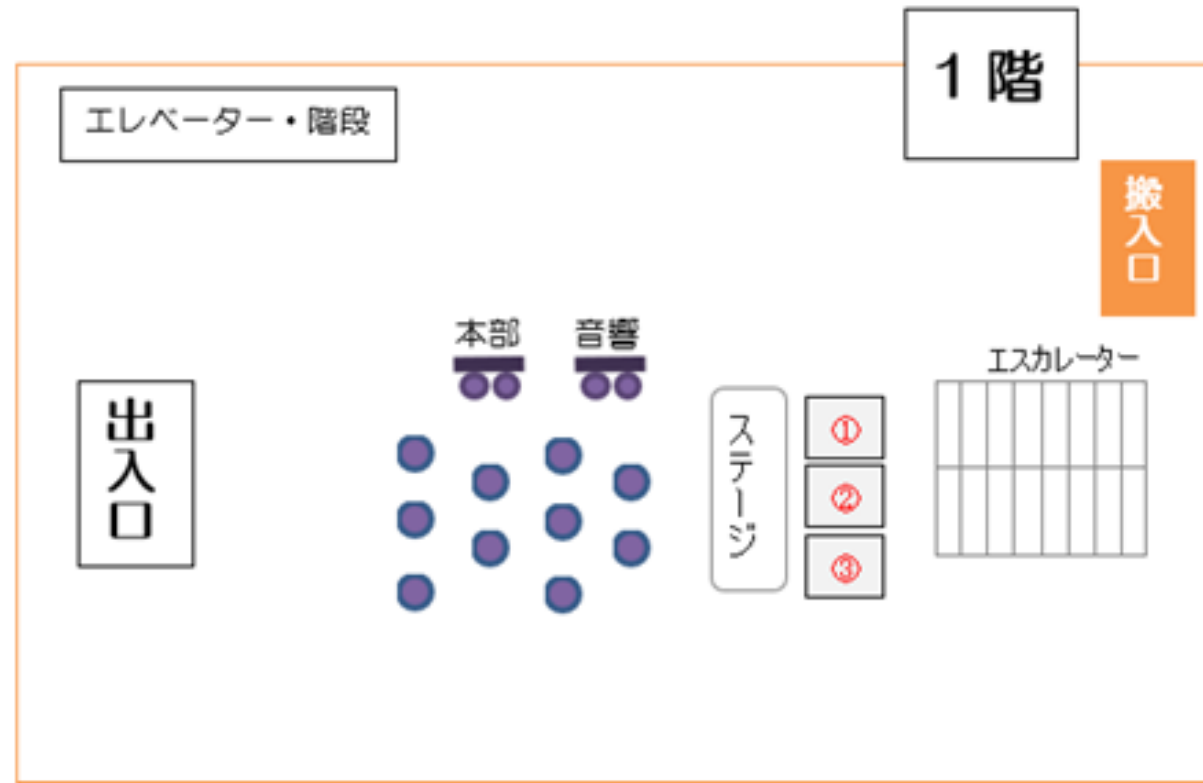 1階
エレベーター・階段
搬入口
本部
音響
エスカレーター
出入口
ステージ
①
②
③